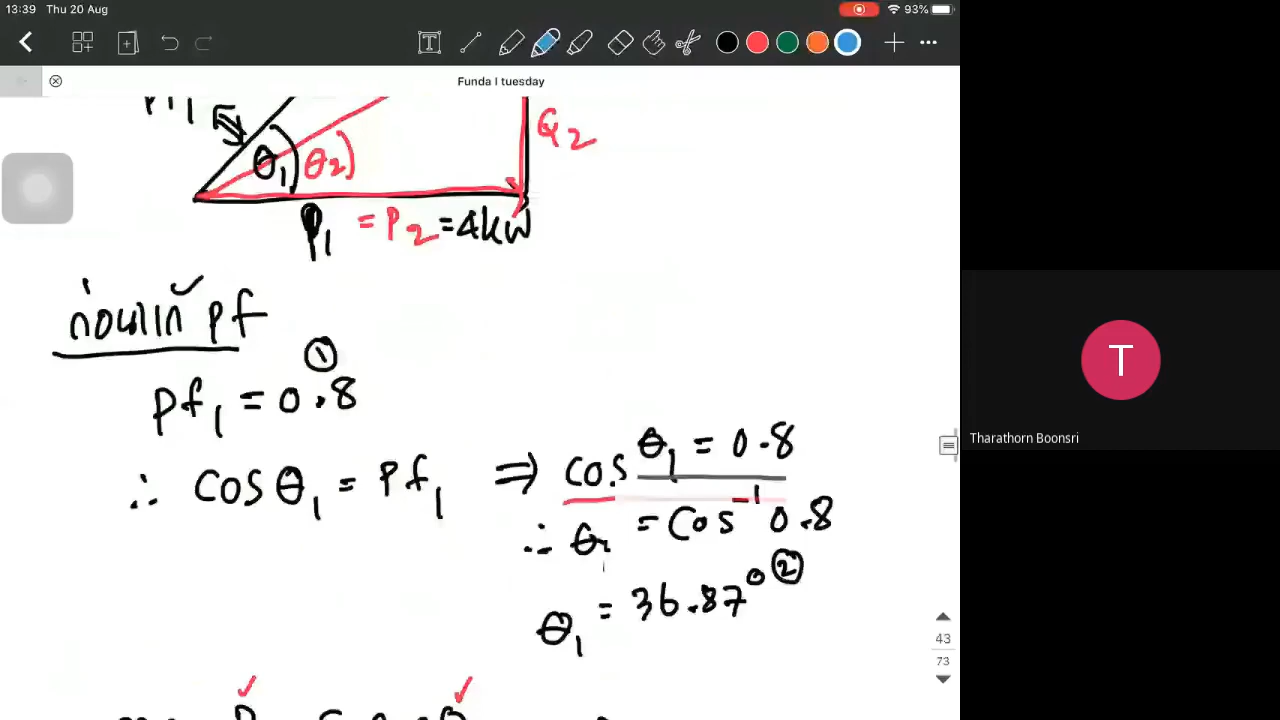 13:39 Thu 20 Aug 93%
Funda I tuesday
Q2
θ1 θ2
P1 = P2 = 4kW
ก่อนแก้ pf
①
pf1 = 0.8
cos θ1 = 0.8
∴ cos θ1 = pf1 ⇒
∴ θ1 = cos⁻¹ 0.8
θ1 = 36.87° ②
43
73
T
Tharathorn Boonsri